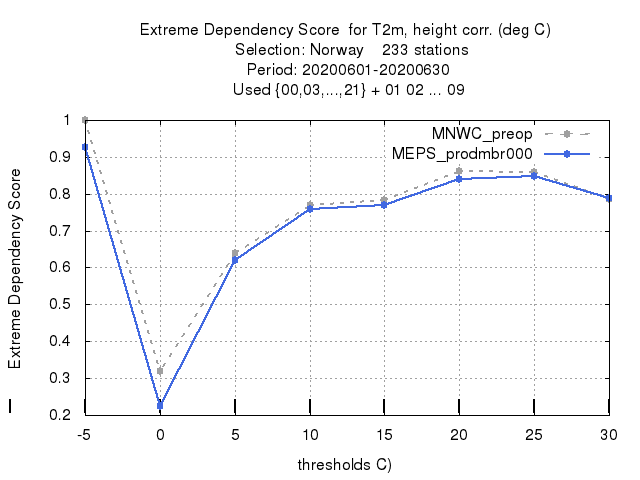 Extreme Dependency Score for T2m, height corr. (deg C)
Selection: Norway 233 stations
Period: 20200601-20200630
Used {00,03,...,21} + 01 02 ... 09
MNWC_preop
MEPS_prodmbr000
Extreme Dependency Score
1
0.9
0.8
0.7
0.6
0.5
0.4
0.3
0.2
-5 0 5 10 15 20 25 30
thresholds C)